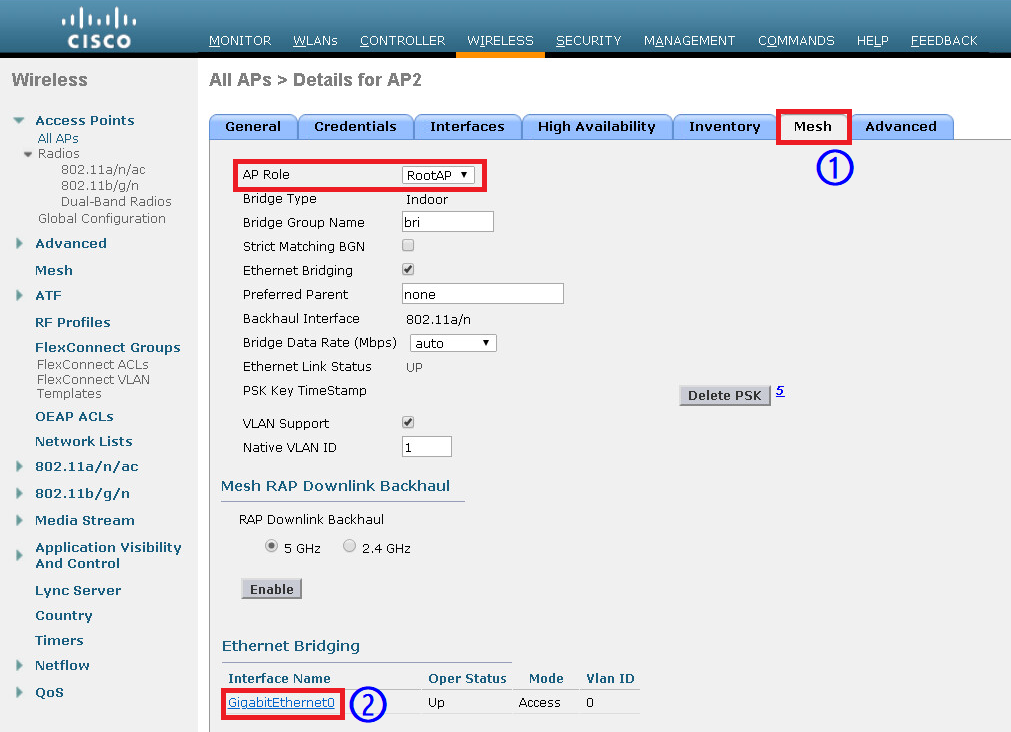 CISCO
MONITOR WLANs CONTROLLER WIRELESS SECURITY MANAGEMENT COMMANDS HELP FEEDBACK
Wireless
Access Points
All APs
Radios
802.11a/n/ac
802.11b/g/n
Dual-Band Radios
Global Configuration
Advanced
Mesh
ATF
RF Profiles
FlexConnect Groups
FlexConnect ACLs
FlexConnect VLAN
Templates
OEAP ACLs
Network Lists
802.11a/n/ac
802.11b/g/n
Media Stream
Application Visibility
And Control
Lync Server
Country
Timers
Netflow
QoS
All APs > Details for AP2
General Credentials Interfaces High Availability Inventory Mesh Advanced
1
AP Role RootAP
Bridge Type Indoor
Bridge Group Name bri
Strict Matching BGN
Ethernet Bridging
Preferred Parent none
Backhaul Interface 802.11a/n
Bridge Data Rate (Mbps) auto
Ethernet Link Status UP
PSK Key TimeStamp Delete PSK 5
VLAN Support
Native VLAN ID 1
Mesh RAP Downlink Backhaul
RAP Downlink Backhaul
5 GHz 2.4 GHz
Enable
Ethernet Bridging
Interface Name Oper Status Mode Vlan ID
GigabitEthernet0 2 Up Access 0